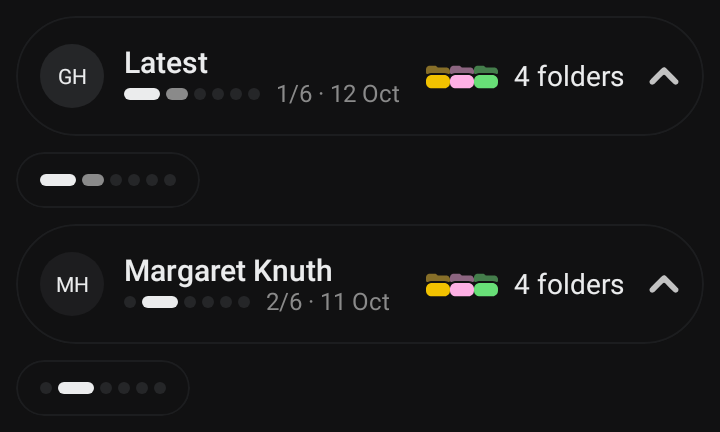 GH
Latest
1/6 · 12 Oct
4 folders
MH
Margaret Knuth
2/6 · 11 Oct
4 folders